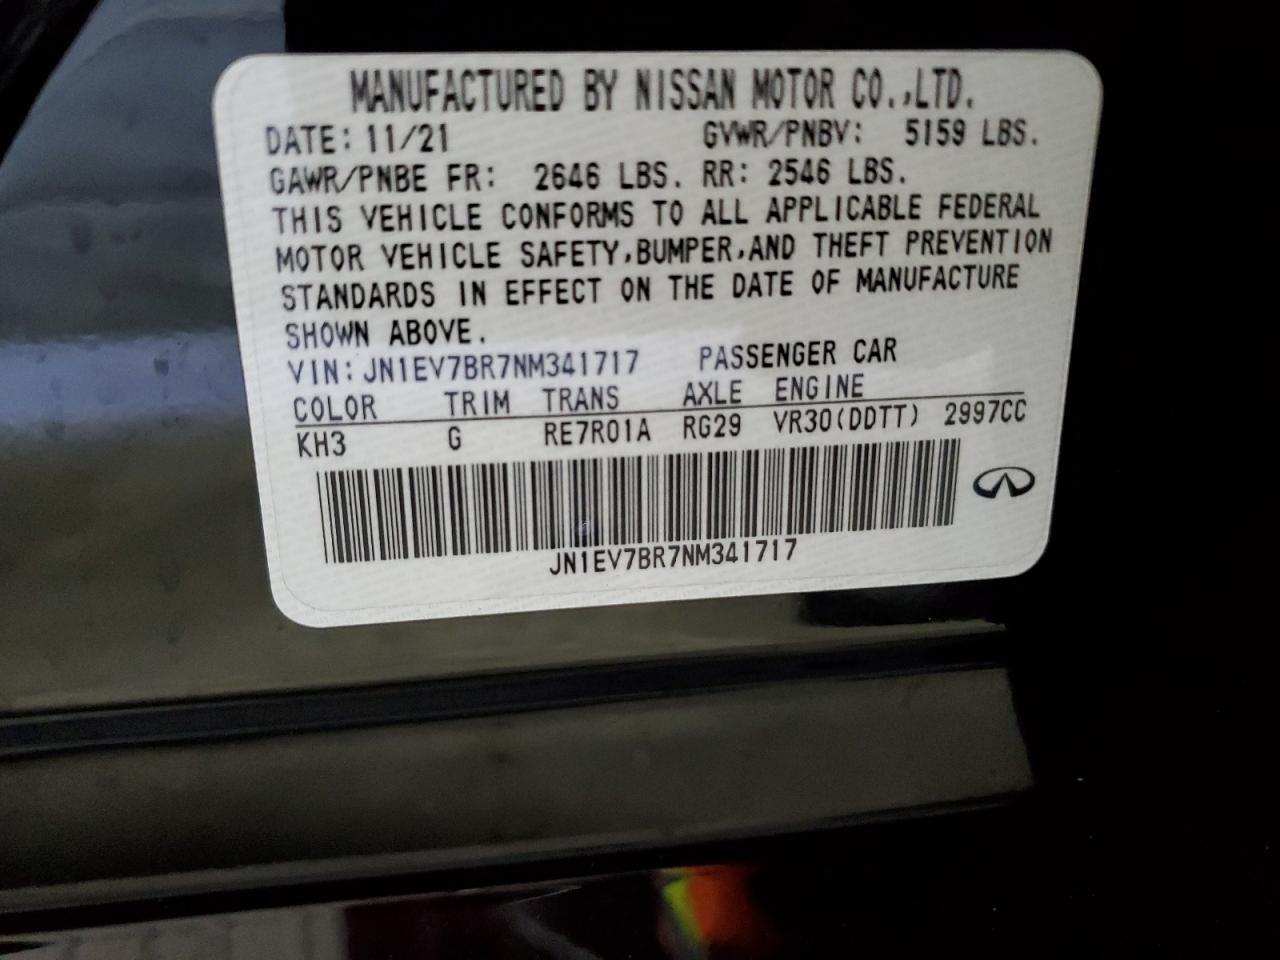 MANUFACTURED BY NISSAN MOTOR CO.,LTD.
DATE: 11/21 GVWR/PNBV: 5159 LBS.
GAWR/PNBE FR: 2646 LBS. RR: 2546 LBS.
THIS VEHICLE CONFORMS TO ALL APPLICABLE FEDERAL
MOTOR VEHICLE SAFETY,BUMPER,AND THEFT PREVENTION
STANDARDS IN EFFECT ON THE DATE OF MANUFACTURE
SHOWN ABOVE.
VIN: JN1EV7BR7NM341717 PASSENGER CAR
COLOR TRIM TRANS AXLE ENGINE
KH3 G RE7R01A RG29 VR30(DDTT) 2997CC
JN1EV7BR7NM341717